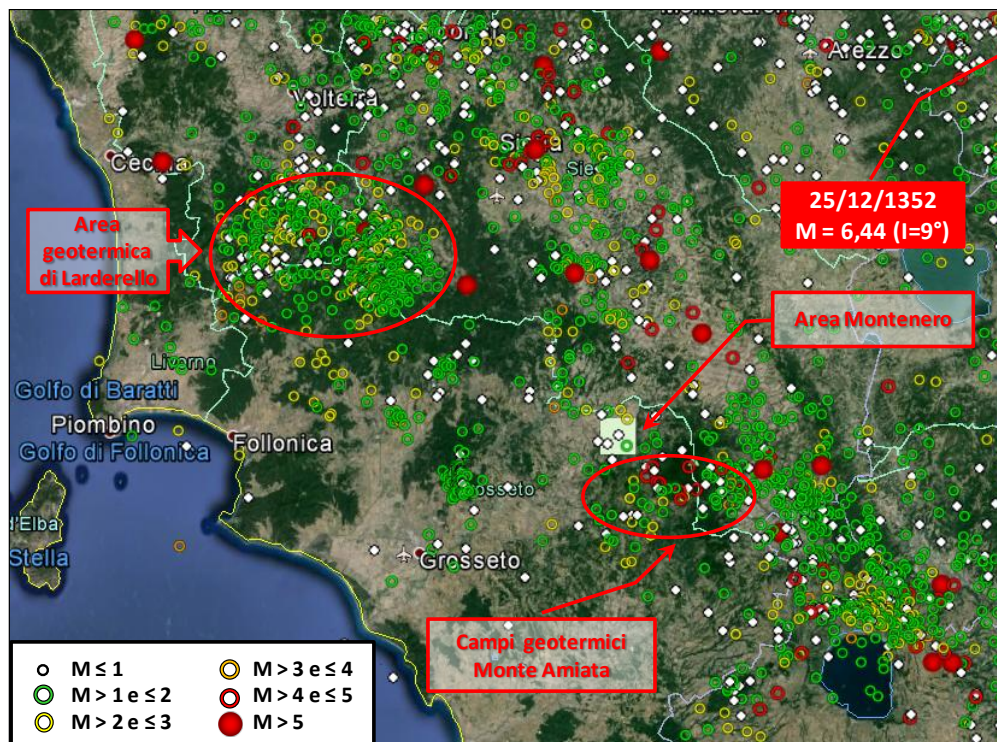 Arezzo
Volterra
Siena
Sie
Cecina
25/12/1352
M = 6,44 (I=9°)
Area
geotermica
di Larderello
Area Montenero
Livorno
Golfo di Baratti
Piombino
Follonica
Golfo di Follonica
Grosseto
d'Elba
Stella
Grosseto
Campi geotermici
Monte Amiata
M ≤ 1
M > 3 e ≤ 4
M > 1 e ≤ 2
M > 4 e ≤ 5
M > 2 e ≤ 3
M > 5